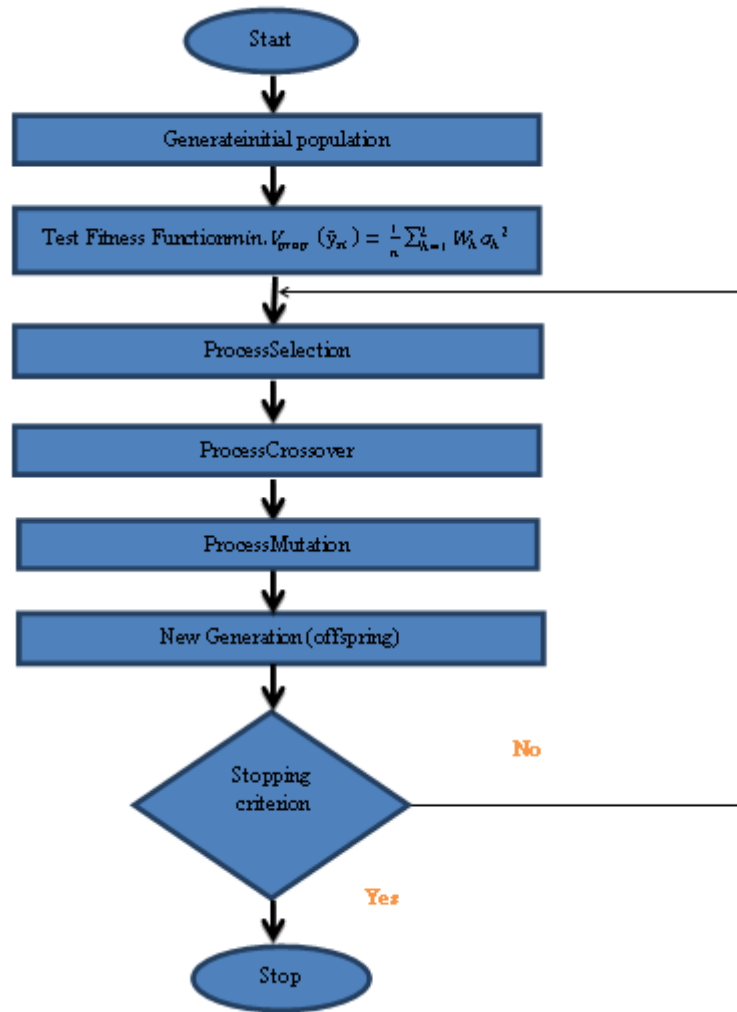 Start
Generateinitial population
Test Fitness Functionmin. V_prop (ȳ_st) = 1/n ∑_{h=1}^{L} W_h σ_h²
ProcessSelection
ProcessCrossover
ProcessMutation
New Generation (offspring)
No
Stopping
criterion
Yes
Stop